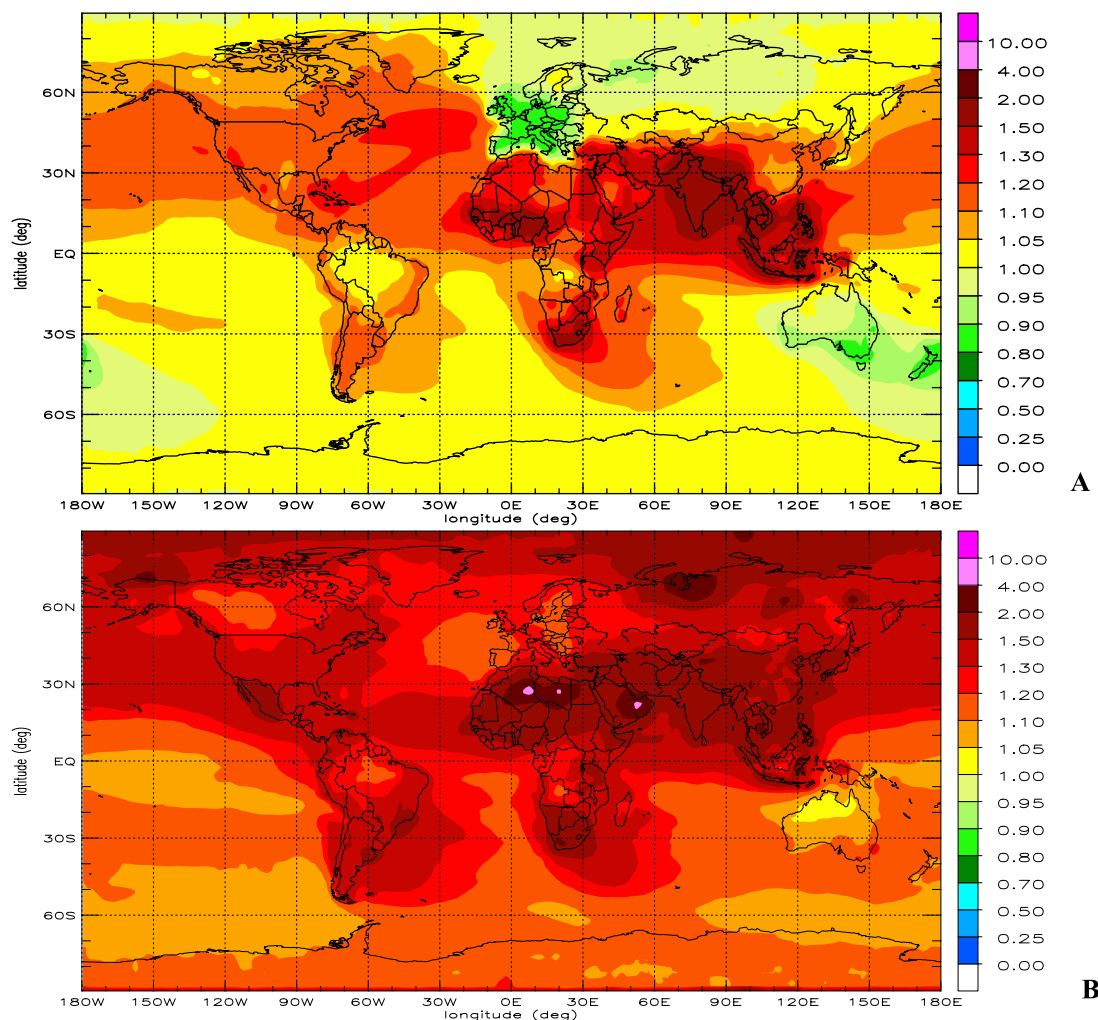 60N
30N
EQ
30S
60S
latitude (deg)
180W 150W 120W 90W 60W 30W 0E 30E 60E 90E 120E 150E 180E
longitude (deg)
10.00
4.00
2.00
1.50
1.30
1.20
1.10
1.05
1.00
0.95
0.90
0.80
0.70
0.50
0.25
0.00
A
60N
30N
EQ
30S
60S
latitude (deg)
180W 150W 120W 90W 60W 30W 0E 30E 60E 90E 120E 150E 180E
longitude (deg)
10.00
4.00
2.00
1.50
1.30
1.20
1.10
1.05
1.00
0.95
0.90
0.80
0.70
0.50
0.25
0.00
B